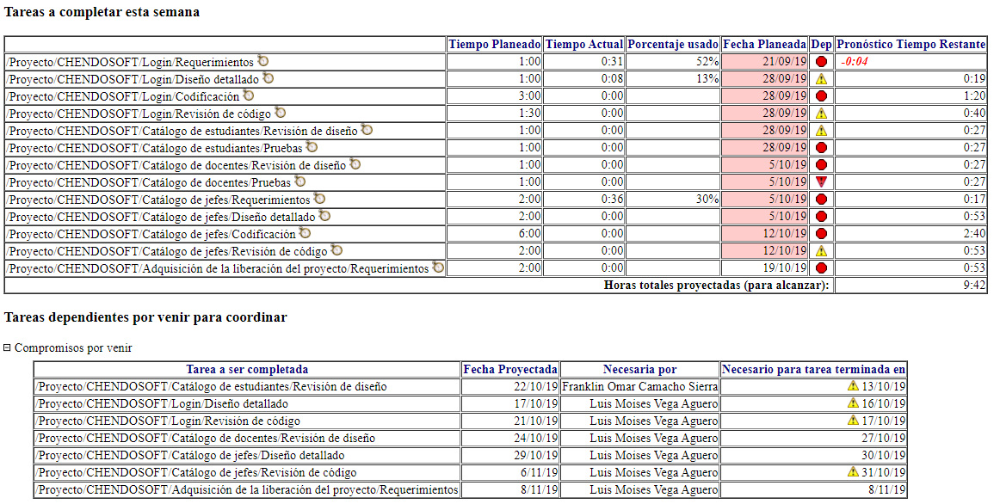 Tareas a completar esta semana
Tiempo Planeado Tiempo Actual Porcentaje usado Fecha Planeada Dep Pronóstico Tiempo Restante
/Proyecto/CHENDOSOFT/Login/Requerimientos 1:00 0:31 52% 21/09/19 -0:04
/Proyecto/CHENDOSOFT/Login/Diseño detallado 1:00 0:08 13% 28/09/19 0:19
/Proyecto/CHENDOSOFT/Login/Codificación 3:00 0:00 28/09/19 1:20
/Proyecto/CHENDOSOFT/Login/Revisión de código 1:30 0:00 28/09/19 0:40
/Proyecto/CHENDOSOFT/Catálogo de estudiantes/Revisión de diseño 1:00 0:00 28/09/19 0:27
/Proyecto/CHENDOSOFT/Catálogo de estudiantes/Pruebas 1:00 0:00 28/09/19 0:27
/Proyecto/CHENDOSOFT/Catálogo de docentes/Revisión de diseño 1:00 0:00 5/10/19 0:27
/Proyecto/CHENDOSOFT/Catálogo de docentes/Pruebas 1:00 0:00 5/10/19 0:27
/Proyecto/CHENDOSOFT/Catálogo de jefes/Requerimientos 2:00 0:36 30% 5/10/19 0:17
/Proyecto/CHENDOSOFT/Catálogo de jefes/Diseño detallado 2:00 0:00 5/10/19 0:53
/Proyecto/CHENDOSOFT/Catálogo de jefes/Codificación 6:00 0:00 12/10/19 2:40
/Proyecto/CHENDOSOFT/Catálogo de jefes/Revisión de código 2:00 0:00 12/10/19 0:53
/Proyecto/CHENDOSOFT/Adquisición de la liberación del proyecto/Requerimientos 2:00 0:00 19/10/19 0:53
Horas totales proyectadas (para alcanzar): 9:42
Tareas dependientes por venir para coordinar
Compromisos por venir
Tarea a ser completada Fecha Proyectada Necesaria por Necesario para tarea terminada en
/Proyecto/CHENDOSOFT/Catálogo de estudiantes/Revisión de diseño 22/10/19 Franklin Omar Camacho Sierra 13/10/19
/Proyecto/CHENDOSOFT/Login/Diseño detallado 17/10/19 Luis Moises Vega Aguero 16/10/19
/Proyecto/CHENDOSOFT/Login/Revisión de código 21/10/19 Luis Moises Vega Aguero 17/10/19
/Proyecto/CHENDOSOFT/Catálogo de docentes/Revisión de diseño 24/10/19 Luis Moises Vega Aguero 27/10/19
/Proyecto/CHENDOSOFT/Catálogo de jefes/Diseño detallado 29/10/19 Luis Moises Vega Aguero 30/10/19
/Proyecto/CHENDOSOFT/Catálogo de jefes/Revisión de código 6/11/19 Luis Moises Vega Aguero 31/10/19
/Proyecto/CHENDOSOFT/Adquisición de la liberación del proyecto/Requerimientos 8/11/19 Luis Moises Vega Aguero 8/11/19